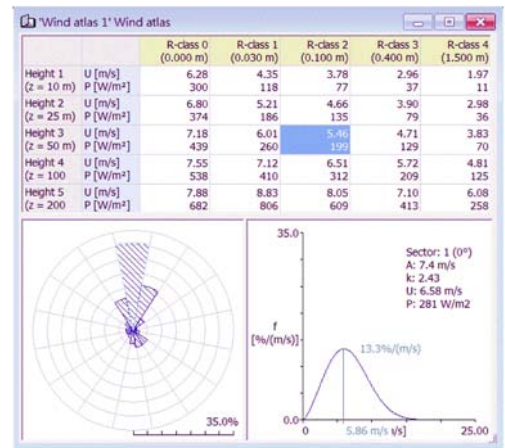 'Wind atlas 1' Wind atlas
R-class 0 R-class 1 R-class 2 R-class 3 R-class 4
(0.000 m) (0.030 m) (0.100 m) (0.400 m) (1.500 m)
Height 1 U [m/s] 6.28 4.35 3.78 2.96 1.97
(z = 10 m) P [W/m²] 300 118 77 37 11
Height 2 U [m/s] 6.80 5.21 4.66 3.90 2.98
(z = 25 m) P [W/m²] 374 186 135 79 36
Height 3 U [m/s] 7.18 6.01 5.46 4.71 3.83
(z = 50 m) P [W/m²] 439 260 199 129 70
Height 4 U [m/s] 7.55 7.12 6.51 5.72 4.81
(z = 100 P [W/m²] 538 410 312 209 125
Height 5 U [m/s] 7.88 8.83 8.05 7.10 6.08
(z = 200 P [W/m²] 682 806 609 413 258
35.0%
35.0
Sector: 1 (0°)
A: 7.4 m/s
k: 2.43
U: 6.58 m/s
P: 281 W/m2
f
[%/(m/s)]
13.3%/(m/s)
0.0
0 5.86 m/s /s] 25.00